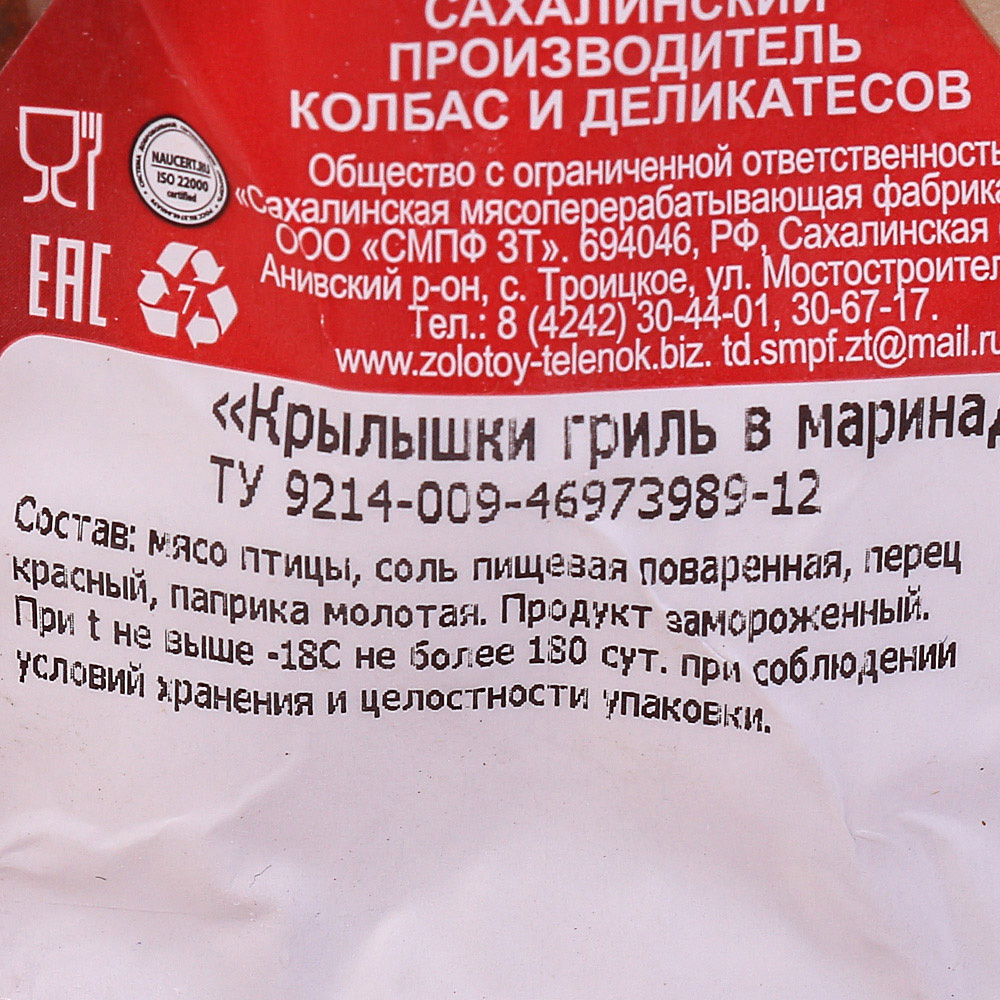 САХАЛИНСКИЙ
ПРОИЗВОДИТЕЛЬ
КОЛБАС И ДЕЛИКАТЕСОВ
NAUCERT.RU
ISO 22000
certified
EAC
7
Общество с ограниченной ответственность
«Сахалинская мясоперерабатывающая фабрика
ООО «СМПФ ЗТ». 694046, РФ, Сахалинская
Анивский р-он, с. Троицкое, ул. Мостостроител
Тел.: 8 (4242) 30-44-01, 30-67-17.
www.zolotoy-telenok.biz. td.smpf.zt@mail.ru
«Крылышки гриль в марина
ТУ 9214-009-46973989-12
Состав: мясо птицы, соль пищевая поваренная, перец
красный, паприка молотая. Продукт замороженный.
При t не выше -18С не более 180 сут. при соблюдении
условий хранения и целостности упаковки.